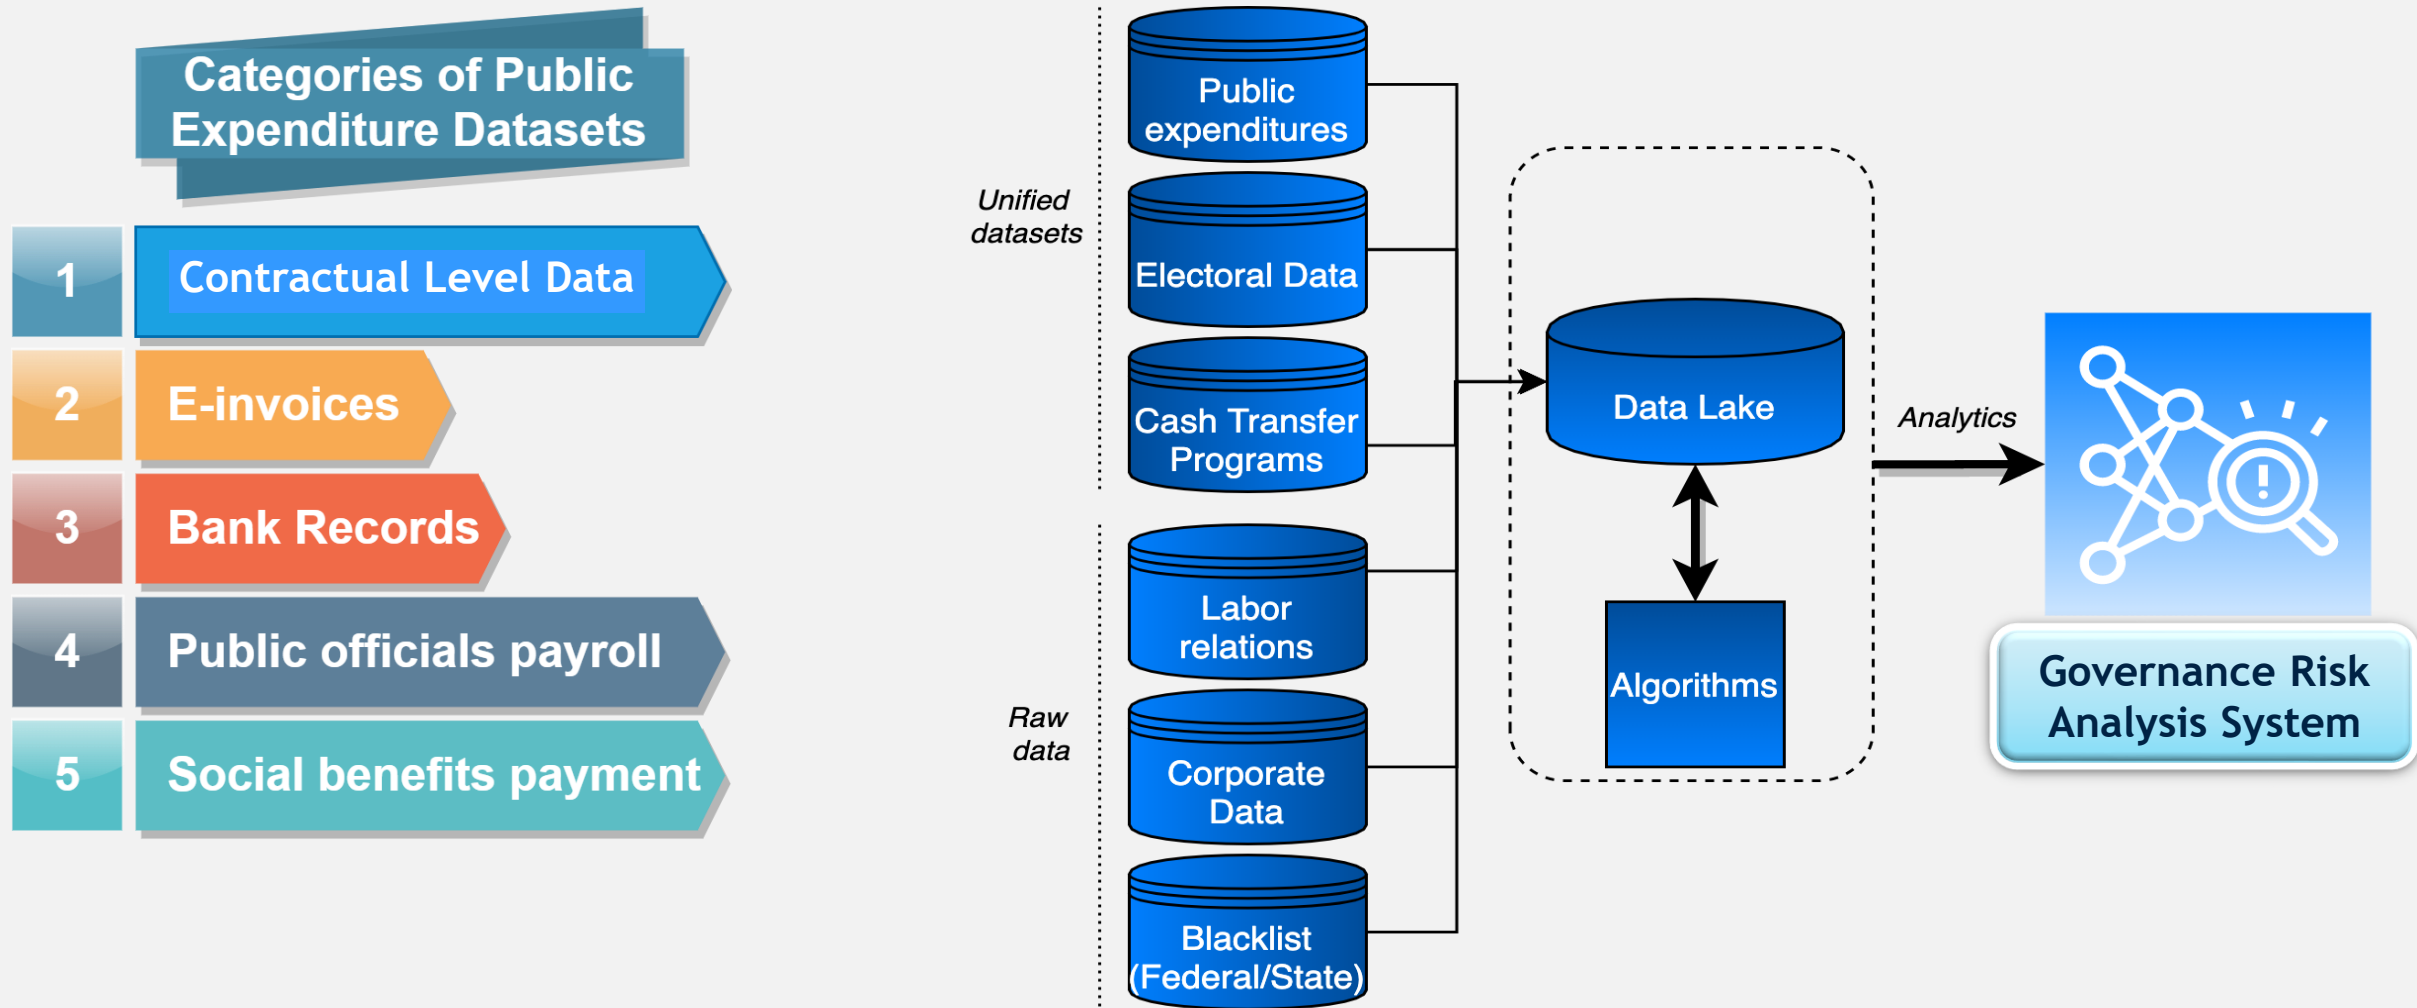 Categories of Public
Expenditure Datasets
1
Contractual Level Data
2
E-invoices
3
Bank Records
4
Public officials payroll
5
Social benefits payment
Unified
datasets
Public
expenditures
Electoral Data
Cash Transfer
Programs
Raw
data
Labor
relations
Corporate
Data
Blacklist
(Federal/State)
Data Lake
Algorithms
Analytics
Governance Risk
Analysis System